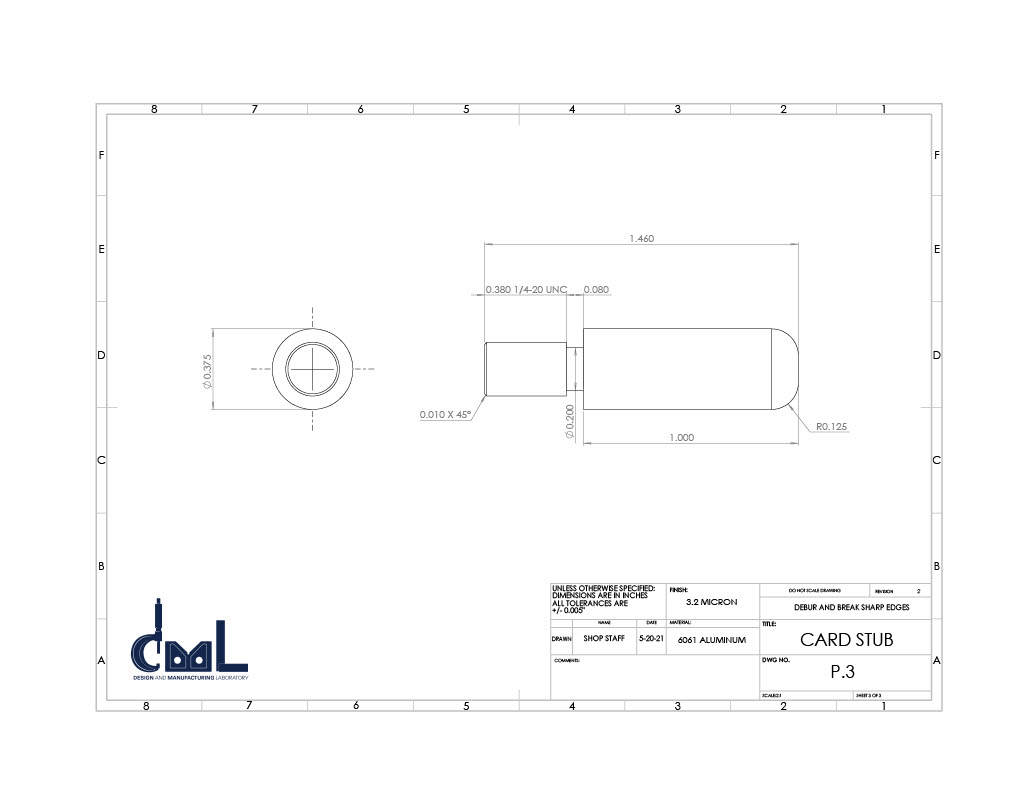 8 7 6 5 4 3 2 1
F F
E E
D D
C C
B B
A A
1.460
0.380 1/4-20 UNC 0.080
∅0.375
0.010 X 45°
∅0.200
1.000
R0.125
DESIGN AND MANUFACTURING LABORATORY
UNLESS OTHERWISE SPECIFIED:
DIMENSIONS ARE IN INCHES
ALL TOLERANCES ARE
+/- 0.005"
FINISH:
3.2 MICRON
DO NOT SCALE DRAWING
REVISION 2
DEBUR AND BREAK SHARP EDGES
NAME DATE
DRAWN SHOP STAFF 5-20-21
MATERIAL:
6061 ALUMINUM
TITLE:
CARD STUB
COMMENTS:
DWG NO.
P.3
SCALE:2:1 SHEET 3 OF 3
8 7 6 5 4 3 2 1